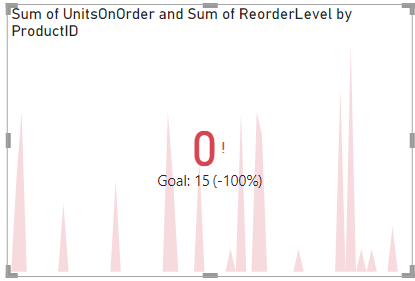 Sum of UnitsOnOrder and Sum of ReorderLevel by
ProductID
0!
Goal: 15 (-100%)